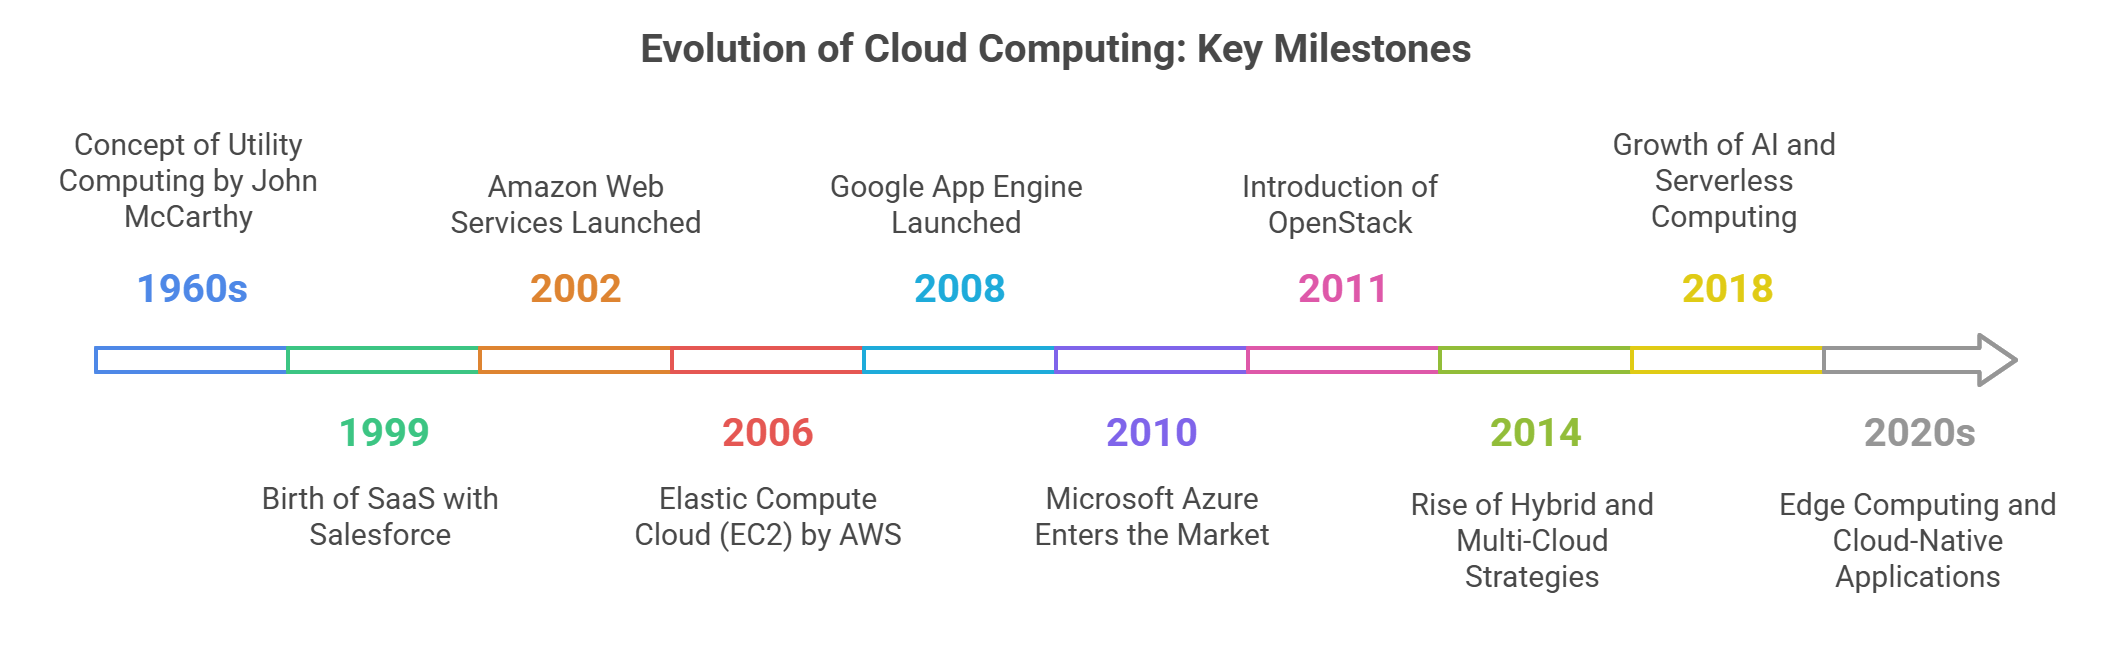 Evolution of Cloud Computing: Key Milestones
Concept of Utility
Computing by John
McCarthy
1960s
1999
Birth of SaaS with
Salesforce
Amazon Web
Services Launched
2002
2006
Elastic Compute
Cloud (EC2) by AWS
Google App Engine
Launched
2008
2010
Microsoft Azure
Enters the Market
Introduction of
OpenStack
2011
2014
Rise of Hybrid and
Multi-Cloud
Strategies
Growth of AI and
Serverless
Computing
2018
2020s
Edge Computing and
Cloud-Native
Applications